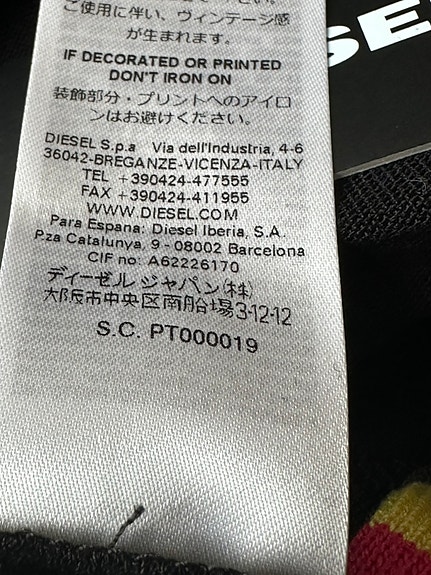 ご使用に伴い、ヴィンテージ感
が生まれます。
IF DECORATED OR PRINTED
DON'T IRON ON
装飾部分・プリントへのアイロ
ンはお避けください。
DIESEL S.p.a Via dell'Industria, 4-6
36042-BREGANZE-VICENZA-ITALY
TEL +390424-477555
FAX +390424-411955
WWW.DIESEL.COM
Para Espana: Diesel Iberia, S.A.
P.za Catalunya, 9 - 08002 Barcelona
CIF no: A62226170
ディーゼル ジャパン(株)
大阪市中央区南船場3-12-12
S.C. PT000019
SE